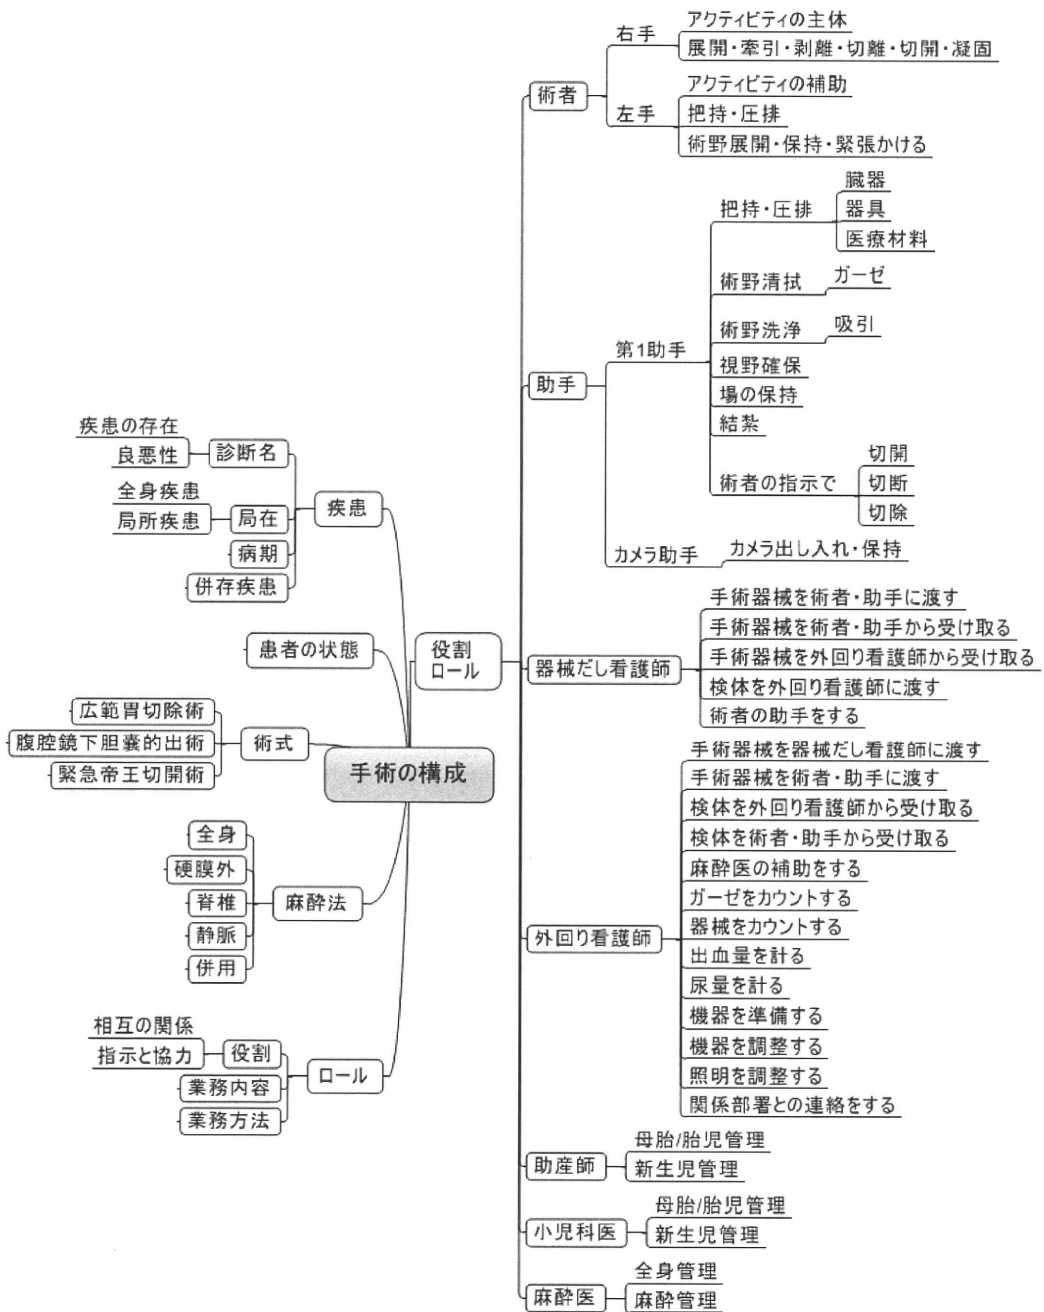 手術の構成
疾患
診断名
疾患の存在
良悪性
局在
全身疾患
局所疾患
病期
併存疾患
患者の状態
術式
広範胃切除術
腹腔鏡下胆嚢的出術
緊急帝王切開術
麻酔法
全身
硬膜外
脊椎
静脈
併用
ロール
役割
相互の関係
指示と協力
業務内容
業務方法
役割
ロール
術者
右手
アクティビティの主体
展開・牽引・剥離・切離・切開・凝固
左手
アクティビティの補助
把持・圧排
術野展開・保持・緊張かける
助手
第1助手
把持・圧排
臓器
器具
医療材料
術野清拭
ガーゼ
術野洗浄
吸引
視野確保
場の保持
結紮
術者の指示で
切開
切断
切除
カメラ助手
カメラ出し入れ・保持
器械だし看護師
手術器械を術者・助手に渡す
手術器械を術者・助手から受け取る
手術器械を外回り看護師から受け取る
検体を外回り看護師に渡す
術者の助手をする
外回り看護師
手術器械を器械だし看護師に渡す
手術器械を術者・助手に渡す
検体を外回り看護師から受け取る
検体を術者・助手から受け取る
麻酔医の補助をする
ガーゼをカウントする
器械をカウントする
出血量を計る
尿量を計る
機器を準備する
機器を調整する
照明を調整する
関係部署との連絡をする
助産師
母胎/胎児管理
新生児管理
小児科医
母胎/胎児管理
新生児管理
麻酔医
全身管理
麻酔管理